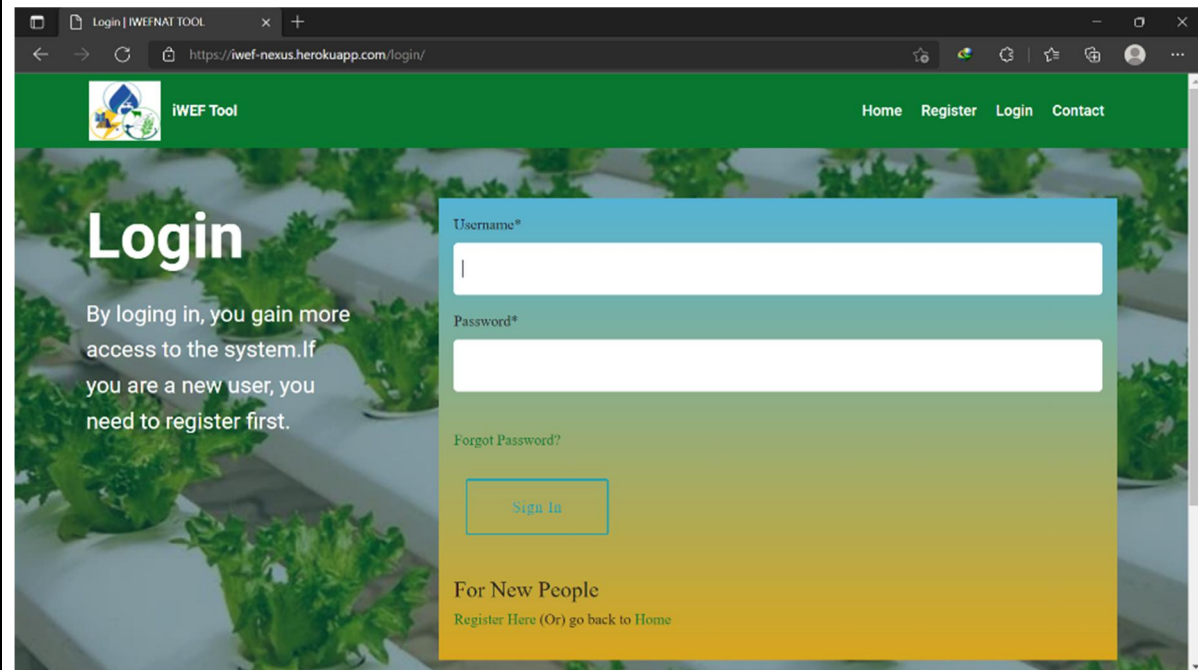 Login | IWEFNAT TOOL
https://iwef-nexus.herokuapp.com/login/
iWEF Tool
Home Register Login Contact
Login
By loging in, you gain more
access to the system.If
you are a new user, you
need to register first.
Username*
Password*
Forgot Password?
Sign In
For New People
Register Here (Or) go back to Home